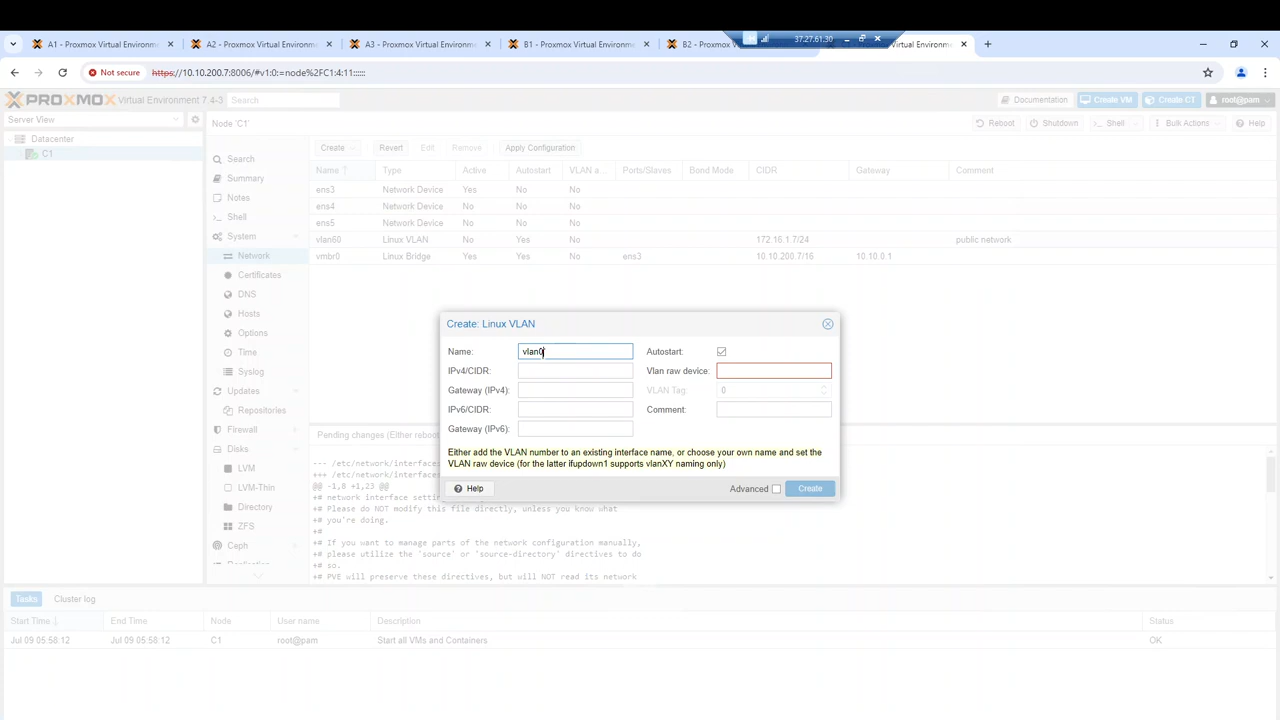 A1 - Proxmox Virtual Environm
A2 - Proxmox Virtual Environme
A3 - Proxmox Virtual Environme
B1 - Proxmox Virtual Environme
B2 - Proxmox Virtual
37.27.61.30
Proxmox Virtual Environm
Not secure
https://10.10.200.7:8006/#v1:0:=node%2FC1:4:11::::::
PROXMOX Virtual Environment 7.4-3
Search
Documentation
Create VM
Create CT
root@pam
Server View
Node 'C1'
Reboot
Shutdown
Shell
Bulk Actions
Help
Datacenter
C1
Search
Summary
Notes
Shell
System
Network
Certificates
DNS
Hosts
Options
Time
Syslog
Updates
Repositories
Firewall
Disks
LVM
LVM-Thin
Directory
ZFS
Ceph
Replication
Create
Revert
Edit
Remove
Apply Configuration
Name Type Active Autostart VLAN a... Ports/Slaves Bond Mode CIDR Gateway Comment
ens3 Network Device Yes No No
ens4 Network Device No No No
ens5 Network Device No No No
vlan60 Linux VLAN No Yes No 172.16.1.7/24 public network
vmbr0 Linux Bridge Yes Yes No ens3 10.10.200.7/16 10.10.0.1
Create: Linux VLAN
Name: vlan0 Autostart:
IPv4/CIDR: Vlan raw device:
Gateway (IPv4): VLAN Tag: 0
IPv6/CIDR: Comment:
Gateway (IPv6):
Either add the VLAN number to an existing interface name, or choose your own name and set the
VLAN raw device (for the latter ifupdown1 supports vlanXY naming only)
Help
Advanced
Create
Pending changes (Either reboot
--- /etc/network/interfaces
+++ /etc/network/interfaces
@@ -1,8 +1,23 @@
+# network interface
+# Please do NOT modify this file directly, unless you know what
+# you're doing.
+#
+# If you want to manage parts of the network configuration manually,
+# please utilize the 'source' or 'source-directory' directives to do
+# so.
+# PVE will preserve these directives, but will NOT read its network
Tasks
Cluster log
Start Time End Time Node User name Description Status
Jul 09 05:58:12 Jul 09 05:58:12 C1 root@pam Start all VMs and Containers OK